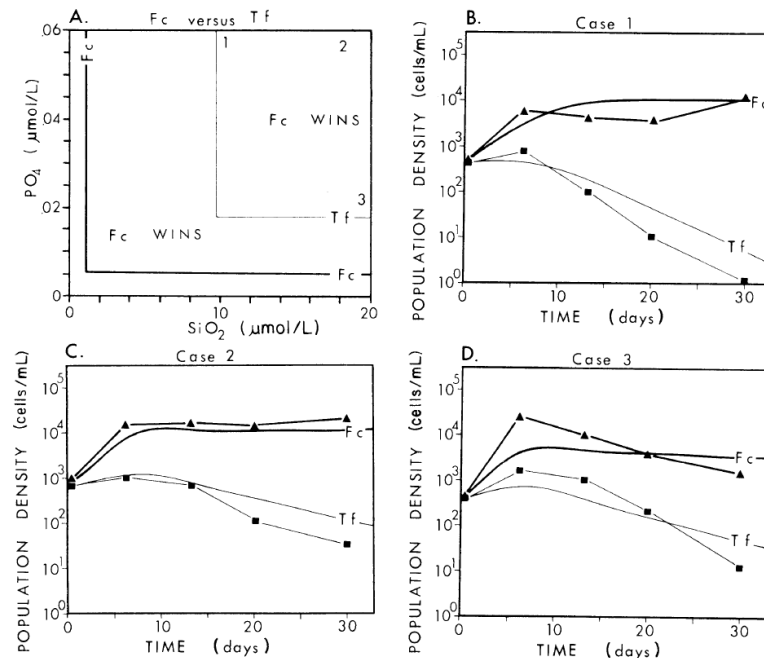 A.
Fc versus Tf
PO4 (μmol/L)
.06
.04
.02
0
Fc
1
2
Fc WINS
3
Tf
Fc WINS
Fc
0
10
20
SiO2 (μmol/L)
B.
Case 1
POPULATION DENSITY (cells/mL)
10^5
10^4
10^3
10^2
10^1
10^0
Fc
Tf
0
10
20
30
TIME (days)
C.
Case 2
POPULATION DENSITY (cells/mL)
10^5
10^4
10^3
10^2
10^1
10^0
Fc
Tf
0
10
20
30
TIME (days)
D.
Case 3
POPULATION DENSITY (cells/mL)
10^5
10^4
10^3
10^2
10^1
10^0
Fc
Tf
0
10
20
30
TIME (days)